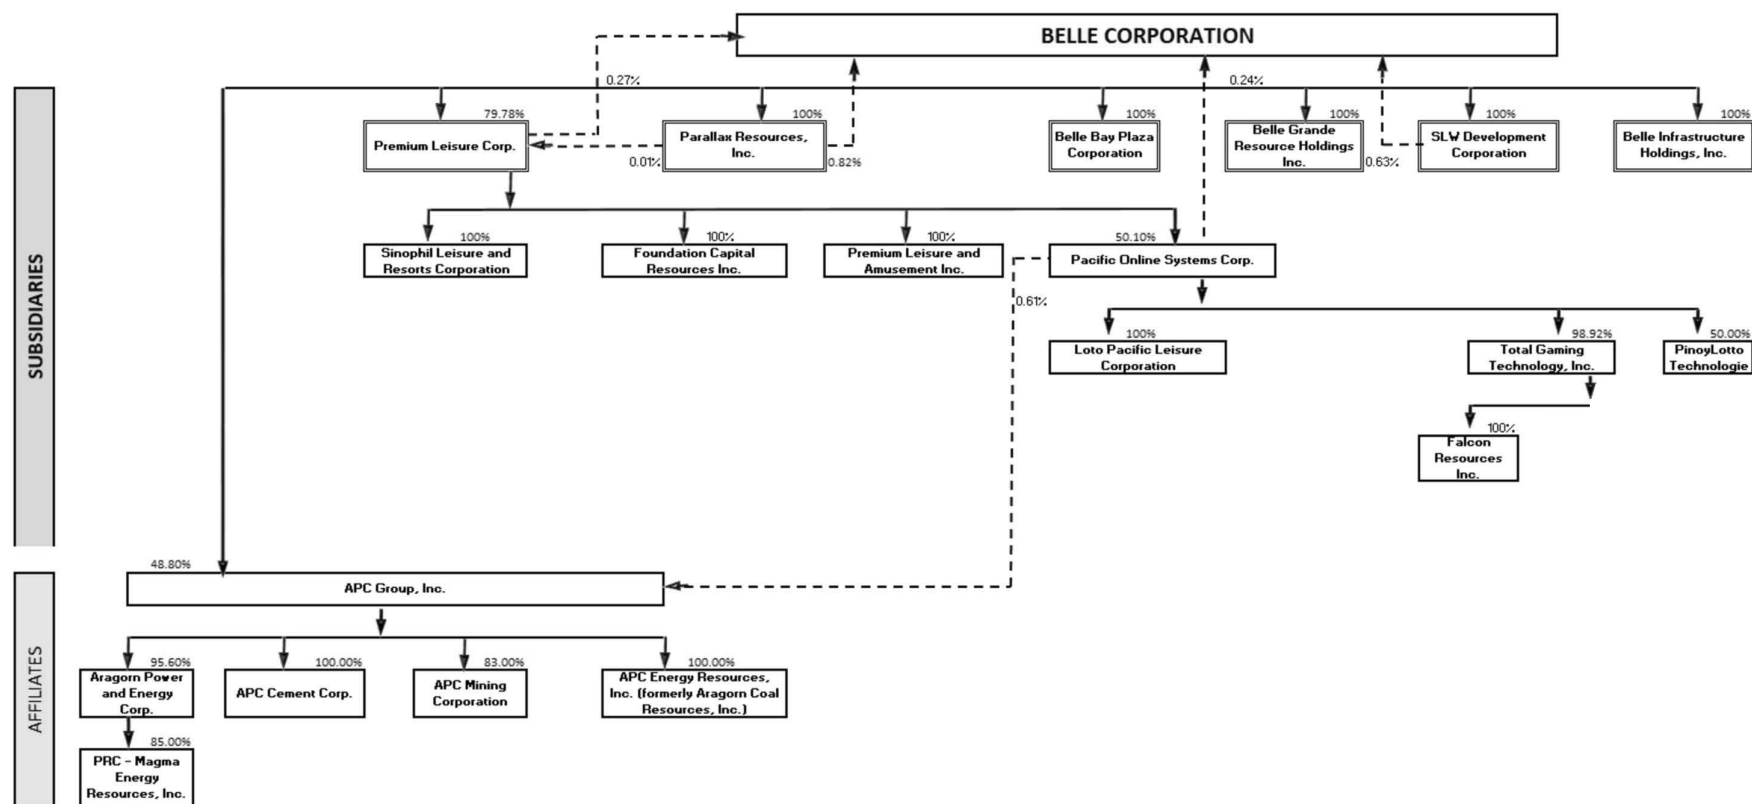 BELLE CORPORATION
0.27%
0.24%
SUBSIDIARIES
79.78%
Premium Leisure Corp.
100%
Parallax Resources,
Inc.
0.01%
0.82%
100%
Belle Bay Plaza
Corporation
100%
Belle Grande
Resource Holdings
Inc.
0.63%
100%
SLW Development
Corporation
100%
Belle Infrastructure
Holdings, Inc.
100%
Sinophil Leisure and
Resorts Corporation
100%
Foundation Capital
Resources Inc.
100%
Premium Leisure and
Amusement Inc.
50.10%
Pacific Online Systems Corp.
0.61%
100%
Loto Pacific Leisure
Corporation
98.92%
Total Gaming
Technology, Inc.
50.00%
PinoyLotto
Technologie
100%
Falcon
Resources
Inc.
AFFILIATES
48.80%
APC Group, Inc.
95.60%
Aragorn Power
and Energy
Corp.
100.00%
APC Cement Corp.
83.00%
APC Mining
Corporation
100.00%
APC Energy Resources,
Inc. (formerly Aragorn Coal
Resources, Inc.)
85.00%
PRC - Magma
Energy
Resources, Inc.